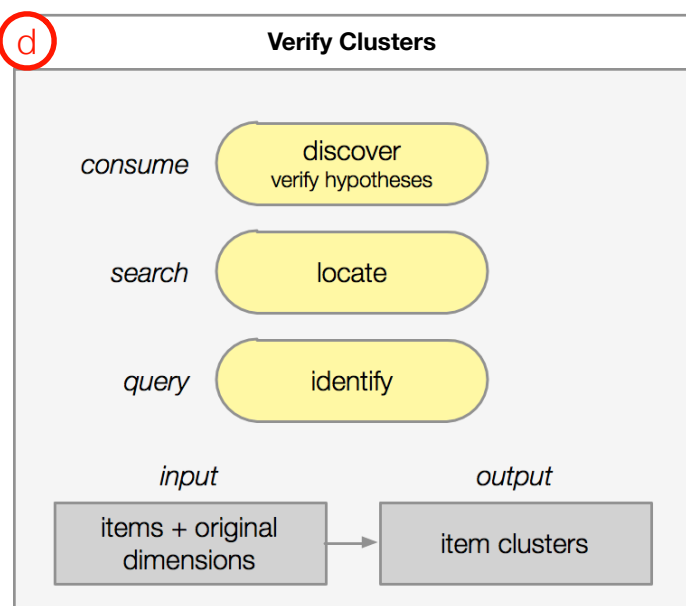 d
Verify Clusters
consume
discover
verify hypotheses
search
locate
query
identify
input
output
items + original
dimensions
item clusters